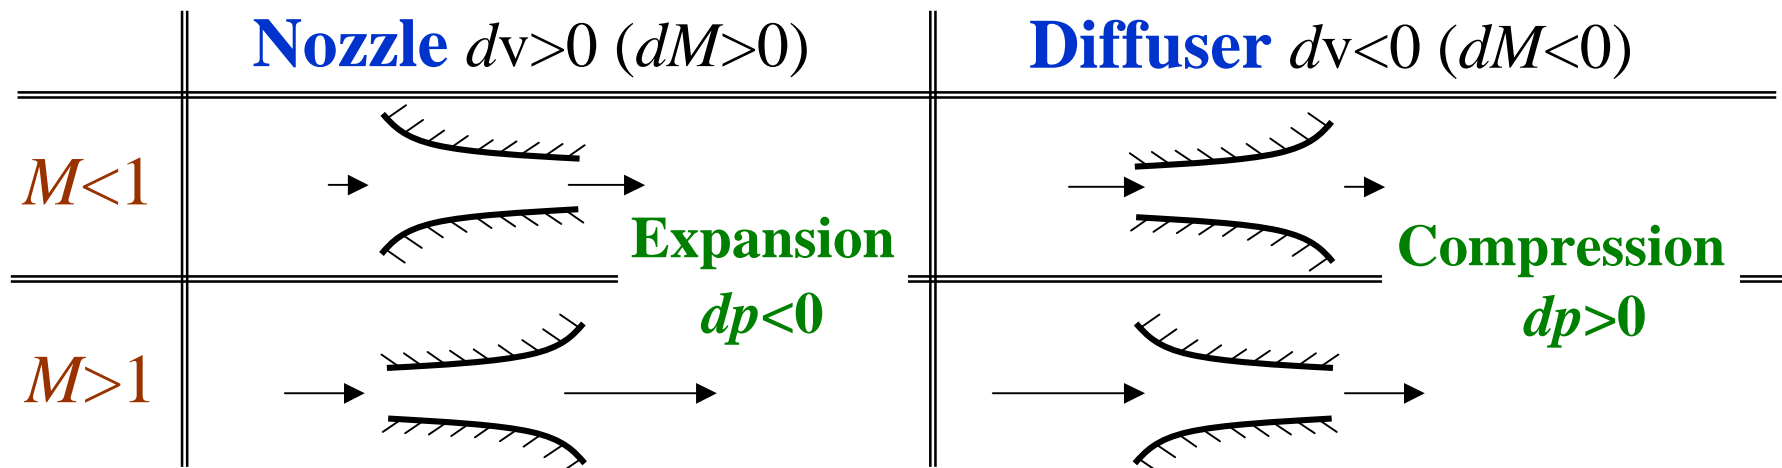 Nozzle dv>0 (dM>0)
Diffuser dv<0 (dM<0)
M<1
Expansion
dp<0
Compression
dp>0
M>1